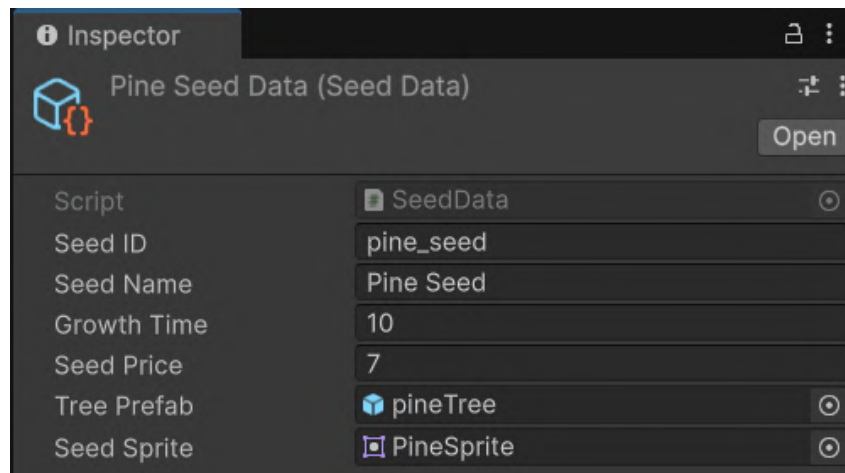 Inspector
Pine Seed Data (Seed Data)
Open
Script SeedData
Seed ID pine_seed
Seed Name Pine Seed
Growth Time 10
Seed Price 7
Tree Prefab pineTree
Seed Sprite PineSprite